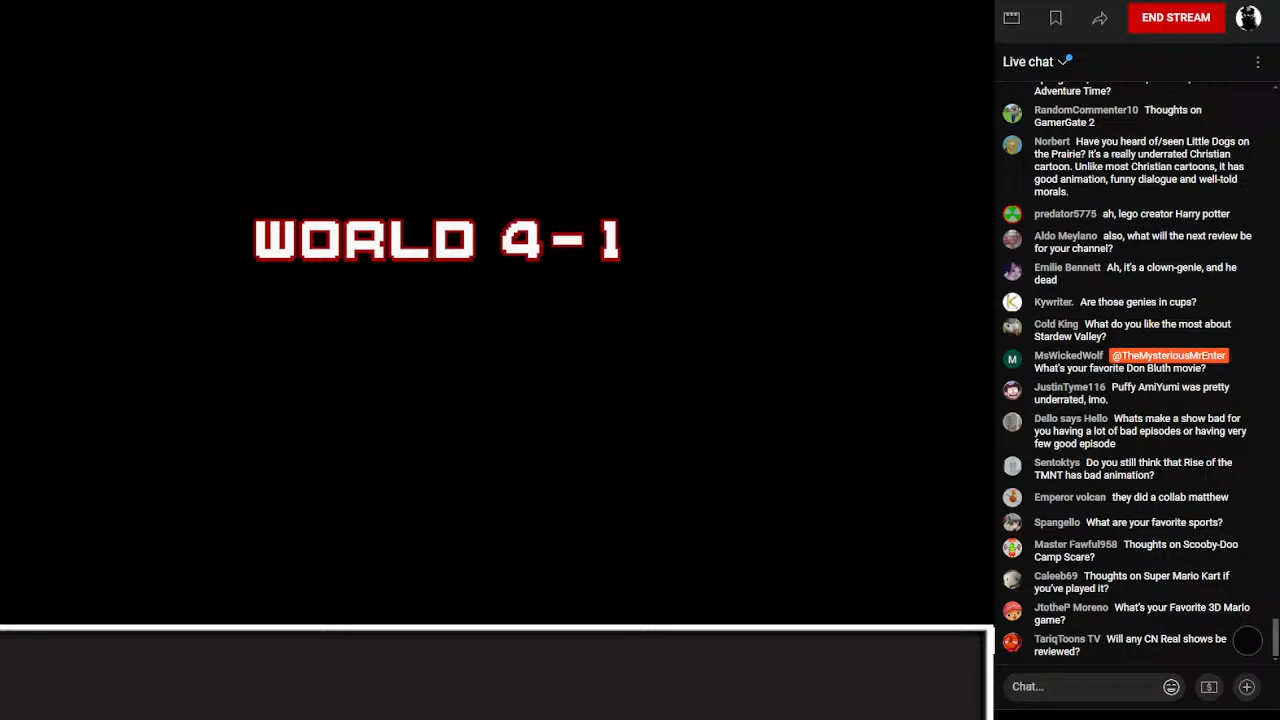 WORLD 4-1
END STREAM
Live chat
Adventure Time?
RandomCommenter10 Thoughts on
GamerGate 2
Norbert Have you heard of/seen Little Dogs on
the Prairie? It's a really underrated Christian
cartoon. Unlike most Christian cartoons, it has
good animation, funny dialogue and well-told
morals.
predator5775 ah, lego creator Harry potter
Aldo Meylano also, what will the next review be
for your channel?
Emilie Bennett Ah, it's a clown-genie, and he
dead
Kywriter. Are those genies in cups?
Cold King What do you like the most about
Stardew Valley?
M
MsWickedWolf @TheMysteriousMrEnter
What's your favorite Don Bluth movie?
JustinTyme116 Puffy AmiYumi was pretty
underrated, imo.
Dello says Hello Whats make a show bad for
you having a lot of bad episodes or having very
few good episode
Sentoktys Do you still think that Rise of the
TMNT has bad animation?
Emperor volcan they did a collab matthew
Spangello What are your favorite sports?
Master Fawful958 Thoughts on Scooby-Doo
Camp Scare?
Caleeb69 Thoughts on Super Mario Kart if
you've played it?
JtotheP Moreno What's your Favorite 3D Mario
game?
TariqToons TV Will any CN Real shows be
reviewed?
Chat...